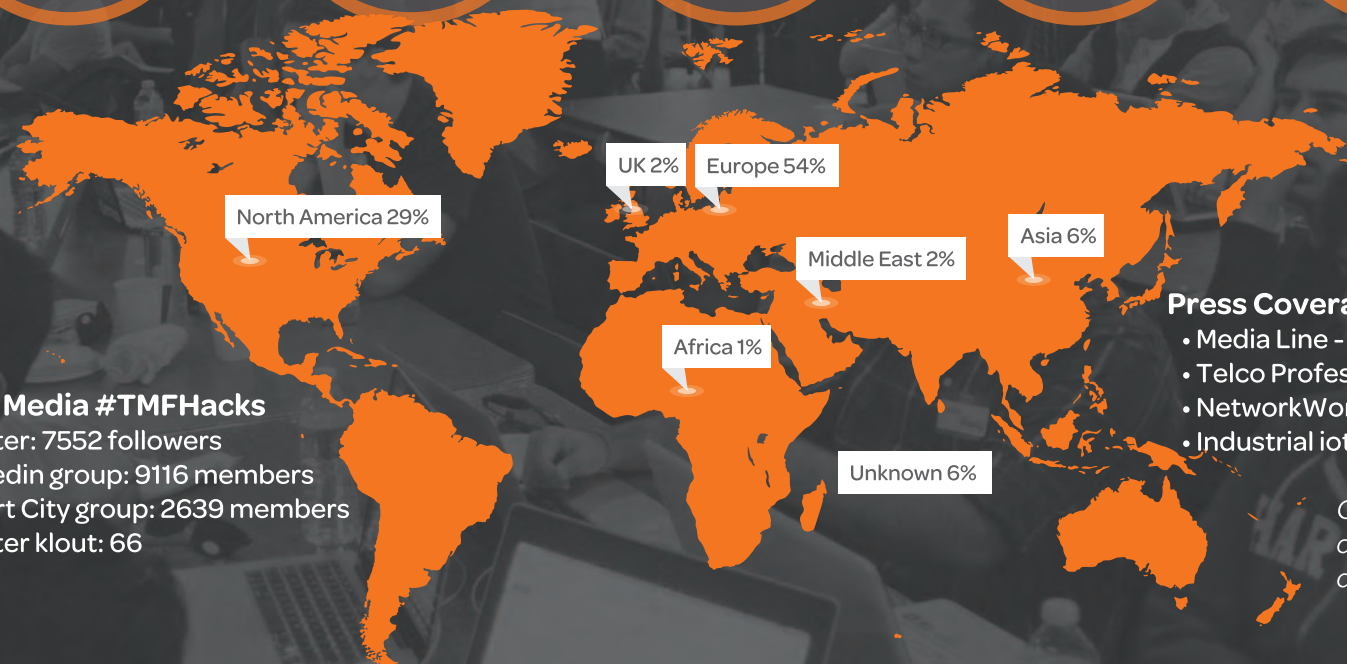 UK 2%
Europe 54%
North America 29%
Asia 6%
Middle East 2%
Africa 1%
Unknown 6%
Media #TMFHacks
ter: 7552 followers
edin group: 9116 members
rt City group: 2639 members
ter klout: 66
Press Covera
• Media Line -
• Telco Profes
• NetworkWor
• Industrial iot